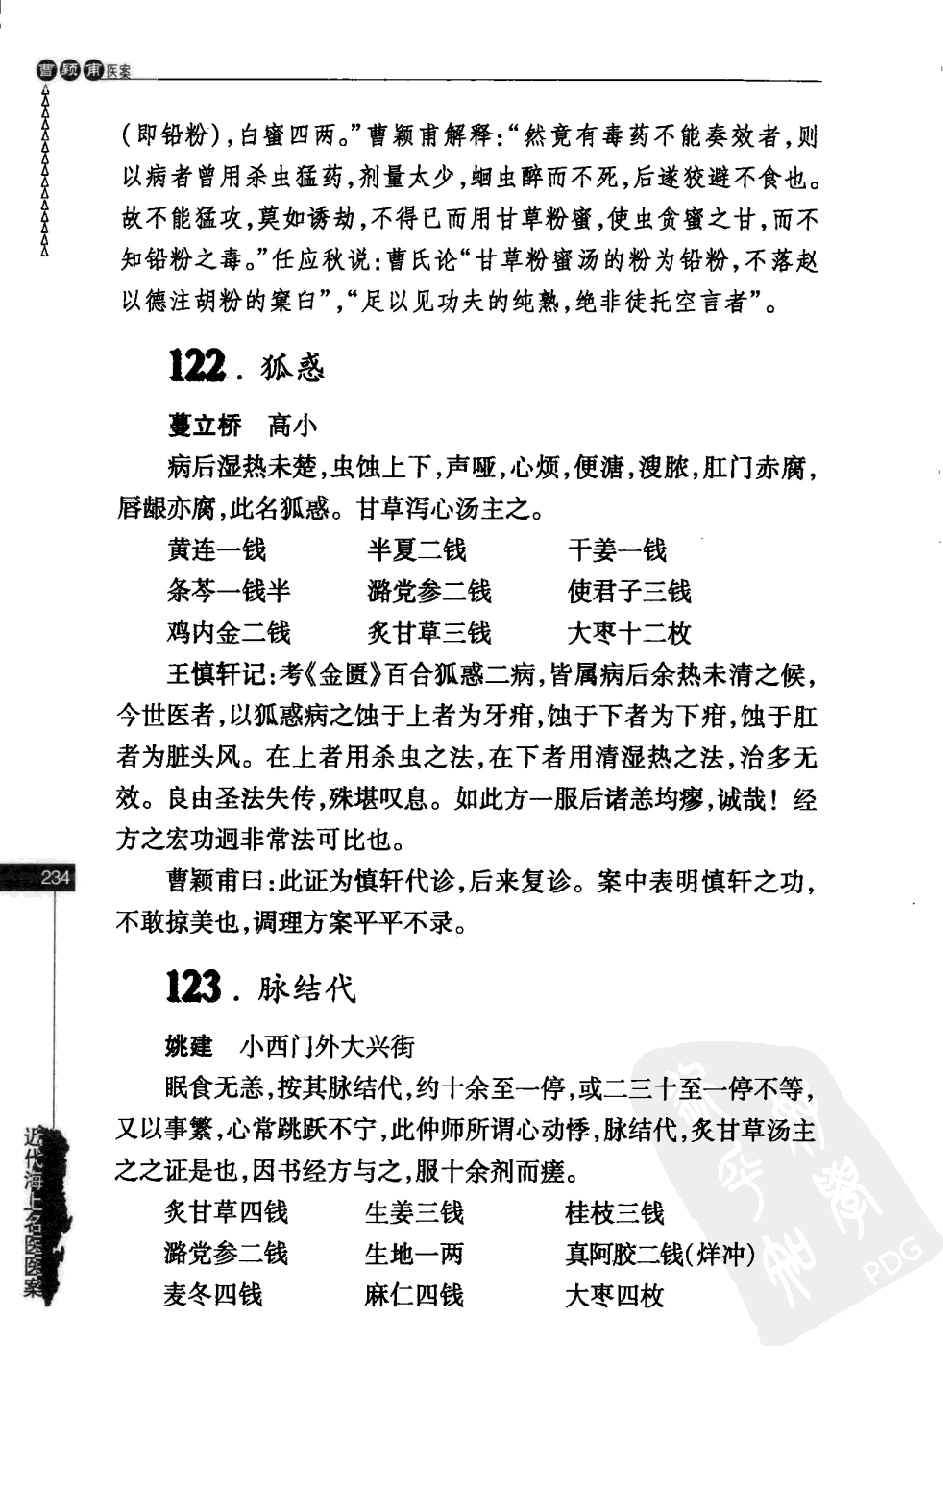 曹颖甫医案
(即铅粉),白蜜四两。”曹颖甫解释:“然竟有毒药不能奏效者,则
以病者曾用杀虫猛药,剂量太少,蛔虫醉而不死,后遂狡避不食也。
故不能猛攻,莫如诱劫,不得已而用甘草粉蜜,使虫贪蜜之甘,而不
知铅粉之毒。”任应秋说:曹氏论“甘草粉蜜汤的粉为铅粉,不落赵
以德注胡粉的窠臼”,“足以见功夫的纯熟,绝非徒托空言者”。
122．狐惑
蔓立桥　高小
病后湿热未楚,虫蚀上下,声哑,心烦,便溏,溲脓,肛门赤腐,
唇龈亦腐,此名狐惑。甘草泻心汤主之。
黄连一钱　半夏二钱　干姜一钱
条芩一钱半　潞党参二钱　使君子三钱
鸡内金二钱　炙甘草三钱　大枣十二枚
王慎轩记:考《金匮》百合狐惑二病,皆属病后余热未清之候,
今世医者,以狐惑病之蚀于上者为牙疳,蚀于下者为下疳,蚀于肛
者为脏头风。在上者用杀虫之法,在下者用清湿热之法,治多无
效。良由圣法失传,殊堪叹息。如此方一服后诸恙均瘳,诚哉！经
方之宏功迥非常法可比也。
曹颖甫曰:此证为慎轩代诊,后来复诊。案中表明慎轩之功,
不敢掠美也,调理方案平平不录。
234
123．脉结代
姚建　小西门外大兴街
眠食无恙,按其脉结代,约十余至一停,或二三十至一停不等,
又以事繁,心常跳跃不宁,此仲师所谓心动悸,脉结代,炙甘草汤主
之之证是也,因书经方与之,服十余剂而瘥。
炙甘草四钱　生姜三钱　桂枝三钱
潞党参二钱　生地一两　真阿胶二钱(烊冲)
麦冬四钱　麻仁四钱　大枣四枚
近代海上名医医案
PDG